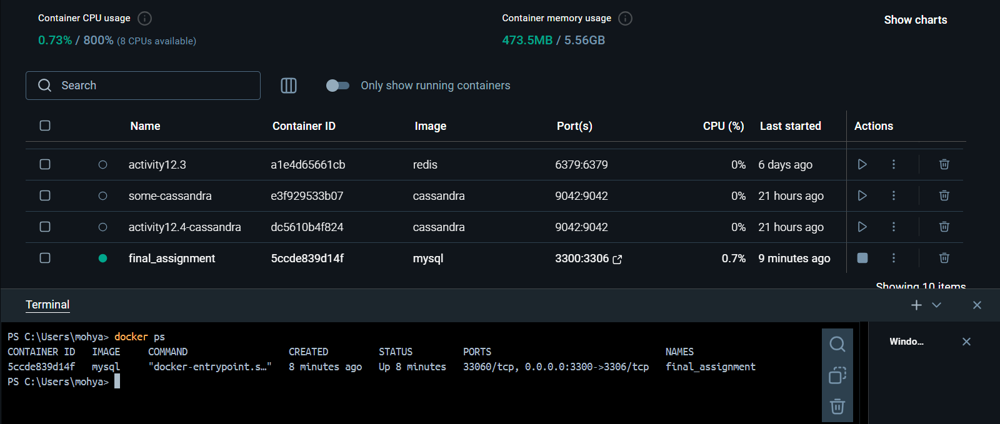 Container CPU usage
0.73% / 800% (8 CPUs available)
Container memory usage
473.5MB / 5.56GB
Show charts
Search
Only show running containers
Name Container ID Image Port(s) CPU (%) Last started Actions
activity12.3 a1e4d65661cb redis 6379:6379 0% 6 days ago
some-cassandra e3f929533b07 cassandra 9042:9042 0% 21 hours ago
activity12.4-cassandra dc5610b4f824 cassandra 9042:9042 0% 21 hours ago
final_assignment 5ccde839d14f mysql 3300:3306 0.7% 9 minutes ago
Showing 10 items
Terminal
PS C:\Users\mohya> docker ps
CONTAINER ID IMAGE COMMAND CREATED STATUS PORTS NAMES
5ccde839d14f mysql "docker-entrypoint.s…" 8 minutes ago Up 8 minutes 33060/tcp, 0.0.0.0:3300->3306/tcp final_assignment
PS C:\Users\mohya>
Windo...